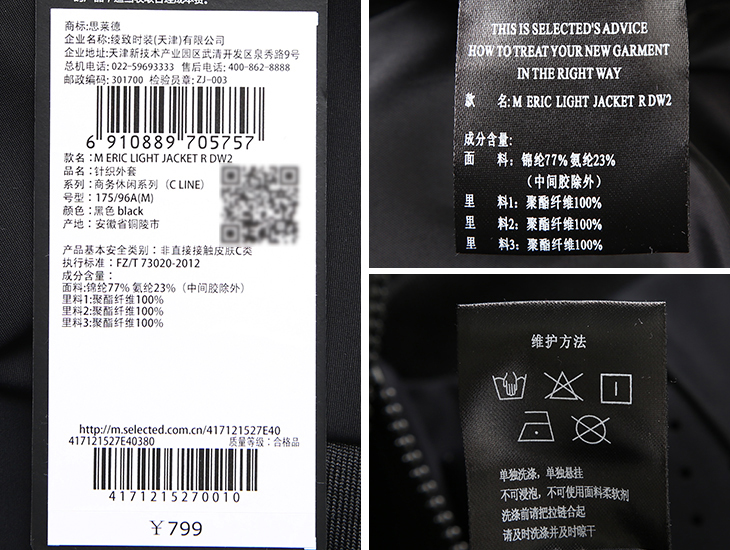 商标:思莱德
企业名称:绫致时装(天津)有限公司
企业地址:天津新技术产业园区武清开发区泉秀路9号
总机电话: 022-59693333 售后电话:400-862-8888
邮政编码: 301700 检验员章: ZJ-003
6 910889 705757
款名：M ERIC LIGHT JACKET R DW2
品名：针织外套
系列：商务休闲系列（C LINE）
号型：175/96A(M)
颜色：黑色 black
产地：安徽省铜陵市
产品基本安全类别：非直接接触皮肤C类
执行标准：FZ/T 73020-2012
成分含量：
面料:锦纶77% 氨纶23%（中间胶除外）
里料1:聚酯纤维100%
里料2:聚酯纤维100%
里料3:聚酯纤维100%
http://m.selected.com.cn/417121527E40
417121527E40380 质量等级：合格品
4171215270010
￥799
THIS IS SELECTED'S ADVICE
HOW TO TREAT YOUR NEW GARMENT
IN THE RIGHT WAY
款 名: M ERIC LIGHT JACKET R DW2
成分含量:
面 料: 锦纶77% 氨纶23%
（中间胶除外）
里 料1: 聚酯纤维100%
里 料2: 聚酯纤维100%
里 料3: 聚酯纤维100%
维护方法
单独洗涤, 单独悬挂
不可浸泡, 不可使用面料柔软剂
洗涤前请把拉链合起
请及时洗涤并及时晾干